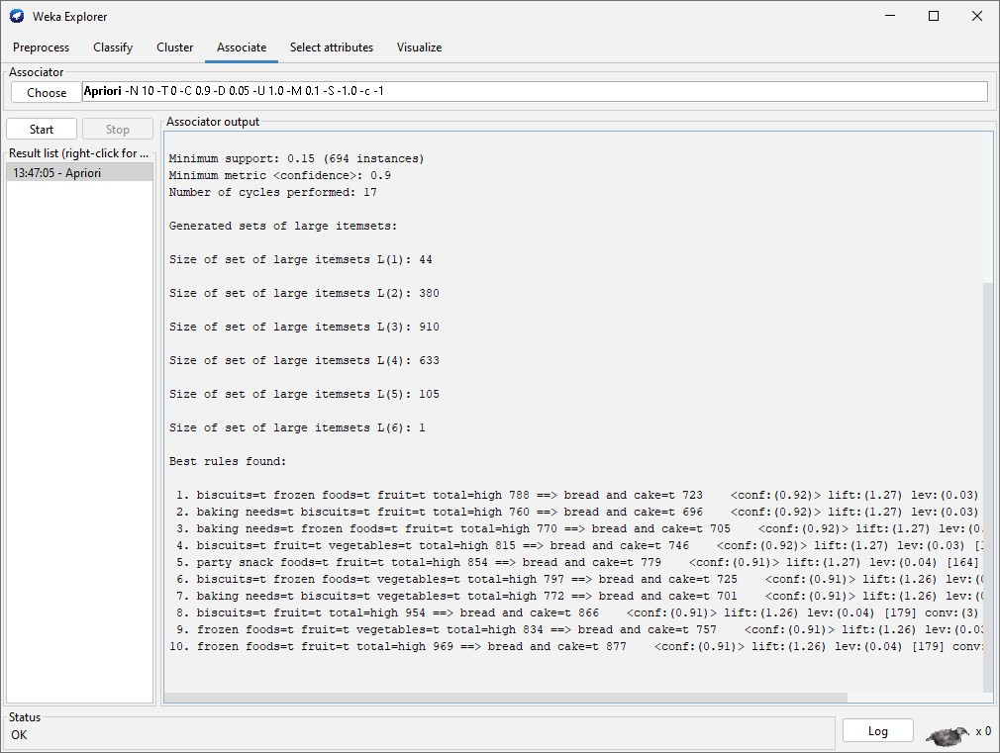 Weka Explorer
Preprocess Classify Cluster Associate Select attributes Visualize
Associator
Choose Apriori -N 10 -T 0 -C 0.9 -D 0.05 -U 1.0 -M 0.1 -S -1.0 -c -1
Start Stop
Result list (right-click for ...
13:47:05 - Apriori
Associator output
Minimum support: 0.15 (694 instances)
Minimum metric <confidence>: 0.9
Number of cycles performed: 17
Generated sets of large itemsets:
Size of set of large itemsets L(1): 44
Size of set of large itemsets L(2): 380
Size of set of large itemsets L(3): 910
Size of set of large itemsets L(4): 633
Size of set of large itemsets L(5): 105
Size of set of large itemsets L(6): 1
Best rules found:
1. biscuits=t frozen foods=t fruit=t total=high 788 ==> bread and cake=t 723 <conf:(0.92)> lift:(1.27) lev:(0.03)
2. baking needs=t biscuits=t fruit=t total=high 760 ==> bread and cake=t 696 <conf:(0.92)> lift:(1.27) lev:(0.03)
3. baking needs=t frozen foods=t fruit=t total=high 770 ==> bread and cake=t 705 <conf:(0.92)> lift:(1.27) lev:(0.
4. biscuits=t fruit=t vegetables=t total=high 815 ==> bread and cake=t 746 <conf:(0.92)> lift:(1.27) lev:(0.03) [
5. party snack foods=t fruit=t total=high 854 ==> bread and cake=t 779 <conf:(0.91)> lift:(1.27) lev:(0.04) [164]
6. biscuits=t frozen foods=t vegetables=t total=high 797 ==> bread and cake=t 725 <conf:(0.91)> lift:(1.26) lev:(
7. baking needs=t biscuits=t vegetables=t total=high 772 ==> bread and cake=t 701 <conf:(0.91)> lift:(1.26) lev:(
8. biscuits=t fruit=t total=high 954 ==> bread and cake=t 866 <conf:(0.91)> lift:(1.26) lev:(0.04) [179] conv:(3)
9. frozen foods=t fruit=t vegetables=t total=high 834 ==> bread and cake=t 757 <conf:(0.91)> lift:(1.26) lev:(0.03
10. frozen foods=t fruit=t total=high 969 ==> bread and cake=t 877 <conf:(0.91)> lift:(1.26) lev:(0.04) [179] conv:
Status
OK
Log
x 0